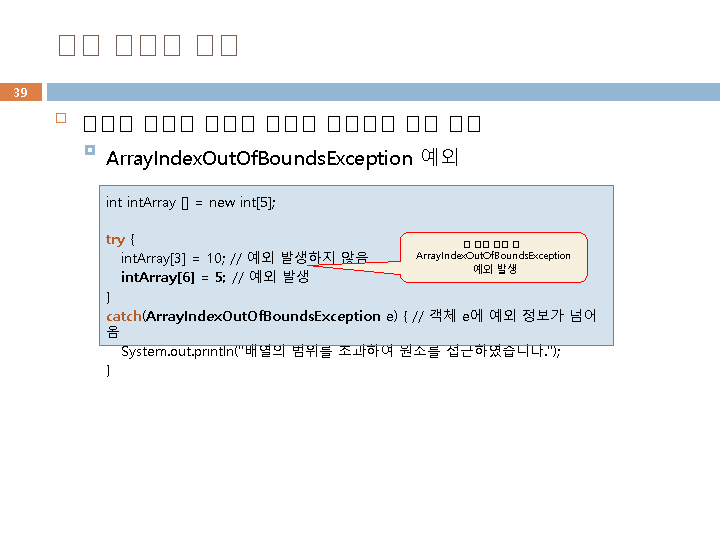 39
ArrayIndexOutOfBoundsException 예외
int intArray [] = new int[5];
try {
intArray[3] = 10; // 예외 발생하지 않음
intArray[6] = 5; // 예외 발생
ArrayIndexOutOfBoundsException
예외 발생
}
catch(ArrayIndexOutOfBoundsException e) { // 객체 e에 예외 정보가 넘어
옴
System.out.println("배열의 범위를 초과하여 원소를 접근하였습니다.");
}